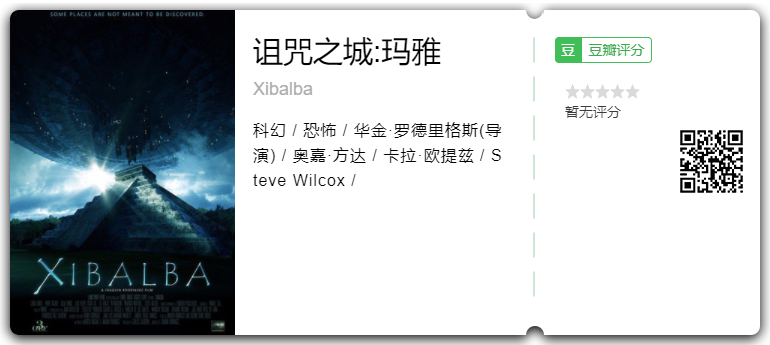 SOME PLACES ARE NOT MEANT TO BE DISCOVERED.
XIBALBA
诅咒之城:玛雅
Xibalba
科幻 / 恐怖 / 华金·罗德里格斯(导
演) / 奥嘉·方达 / 卡拉·欧提兹 / S
teve Wilcox /
豆 豆瓣评分
暂无评分